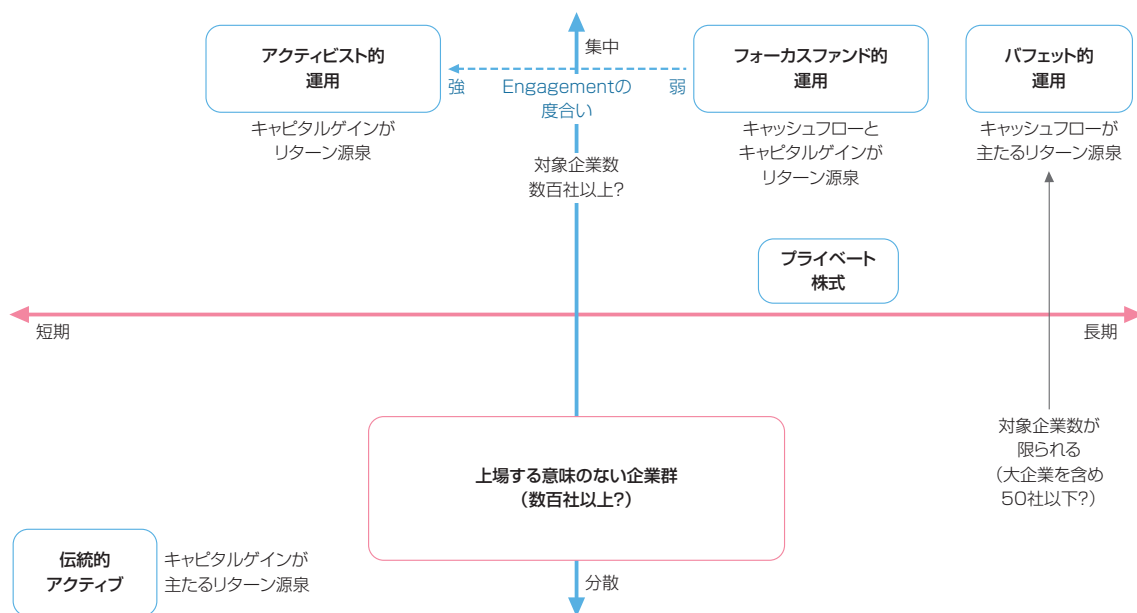 アクティビスト的
運用
キャピタルゲインが
リターン源泉
集中
強
Engagementの
度合い
弱
対象企業数
数百社以上?
フォーカスファンド的
運用
キャッシュフローと
キャピタルゲインが
リターン源泉
バフェット的
運用
キャッシュフローが
主たるリターン源泉
プライベート
株式
短期
長期
対象企業数が
限られる
(大企業を含め
50社以下?)
上場する意味のない企業群
(数百社以上?)
伝統的
アクティブ
キャピタルゲインが
主たるリターン源泉
分散